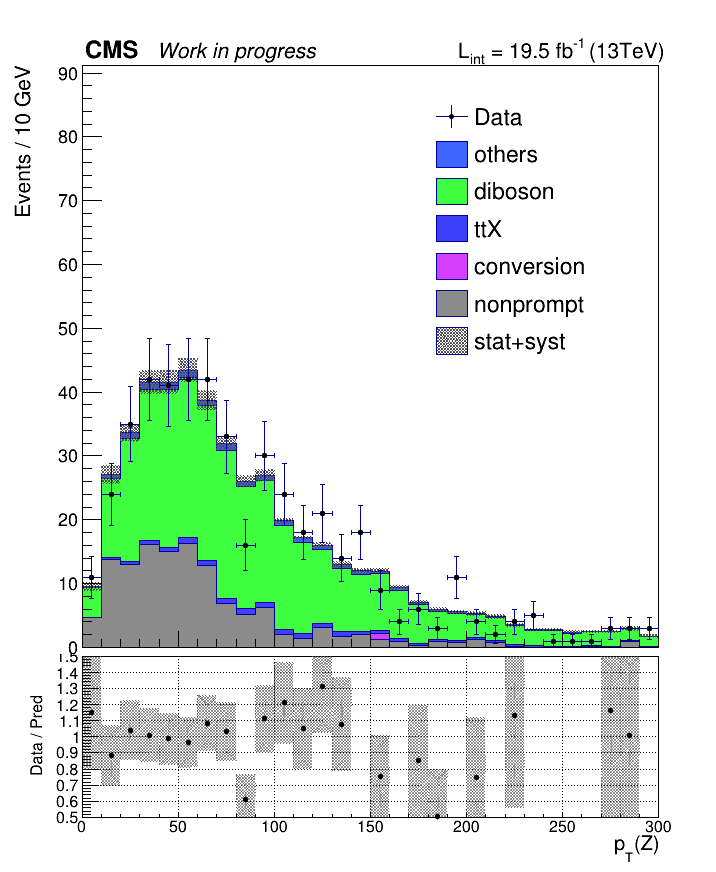 CMS Work in progress L_int = 19.5 fb^-1 (13TeV)
Events / 10 GeV
90
80
70
60
50
40
30
20
10
0
Data
others
diboson
ttX
conversion
nonprompt
stat+syst
Data / Pred
1.5
1.4
1.3
1.2
1.1
1
0.9
0.8
0.7
0.6
0.5
0 50 100 150 200 250 300
p_T(Z)